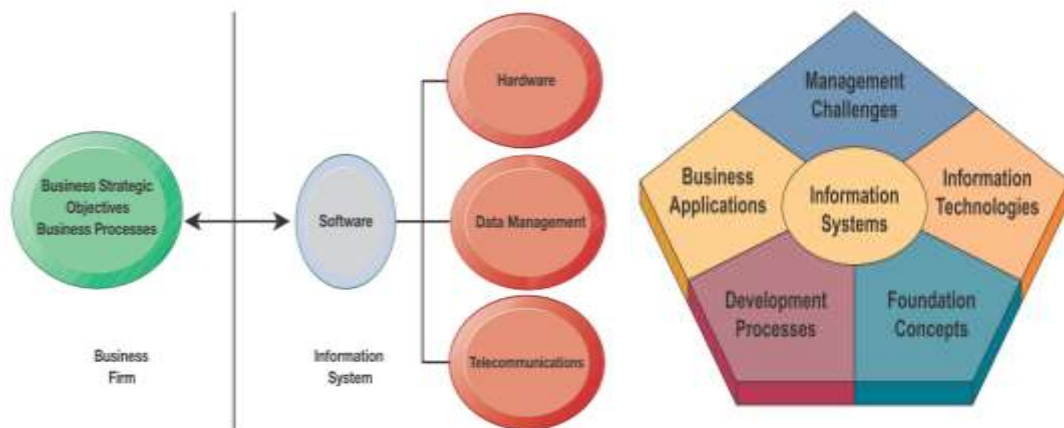 Business Strategic
Objectives
Business Processes
Business
Firm
Software
Information
System
Hardware
Data Management
Telecommunications
Management
Challenges
Business
Applications
Information
Systems
Information
Technologies
Development
Processes
Foundation
Concepts